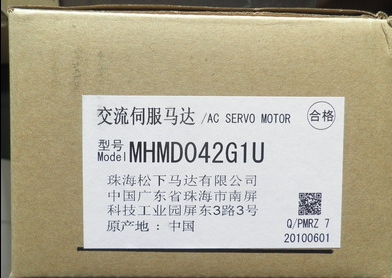 交流伺服马达 /AC SERVO MOTOR 合格
型号 Model MHMD042G1U
珠海松下马达有限公司
中国广东省珠海市南屏
科技工业园屏东3路3号
原产地：中国
Q/PMRZ 7
20100601